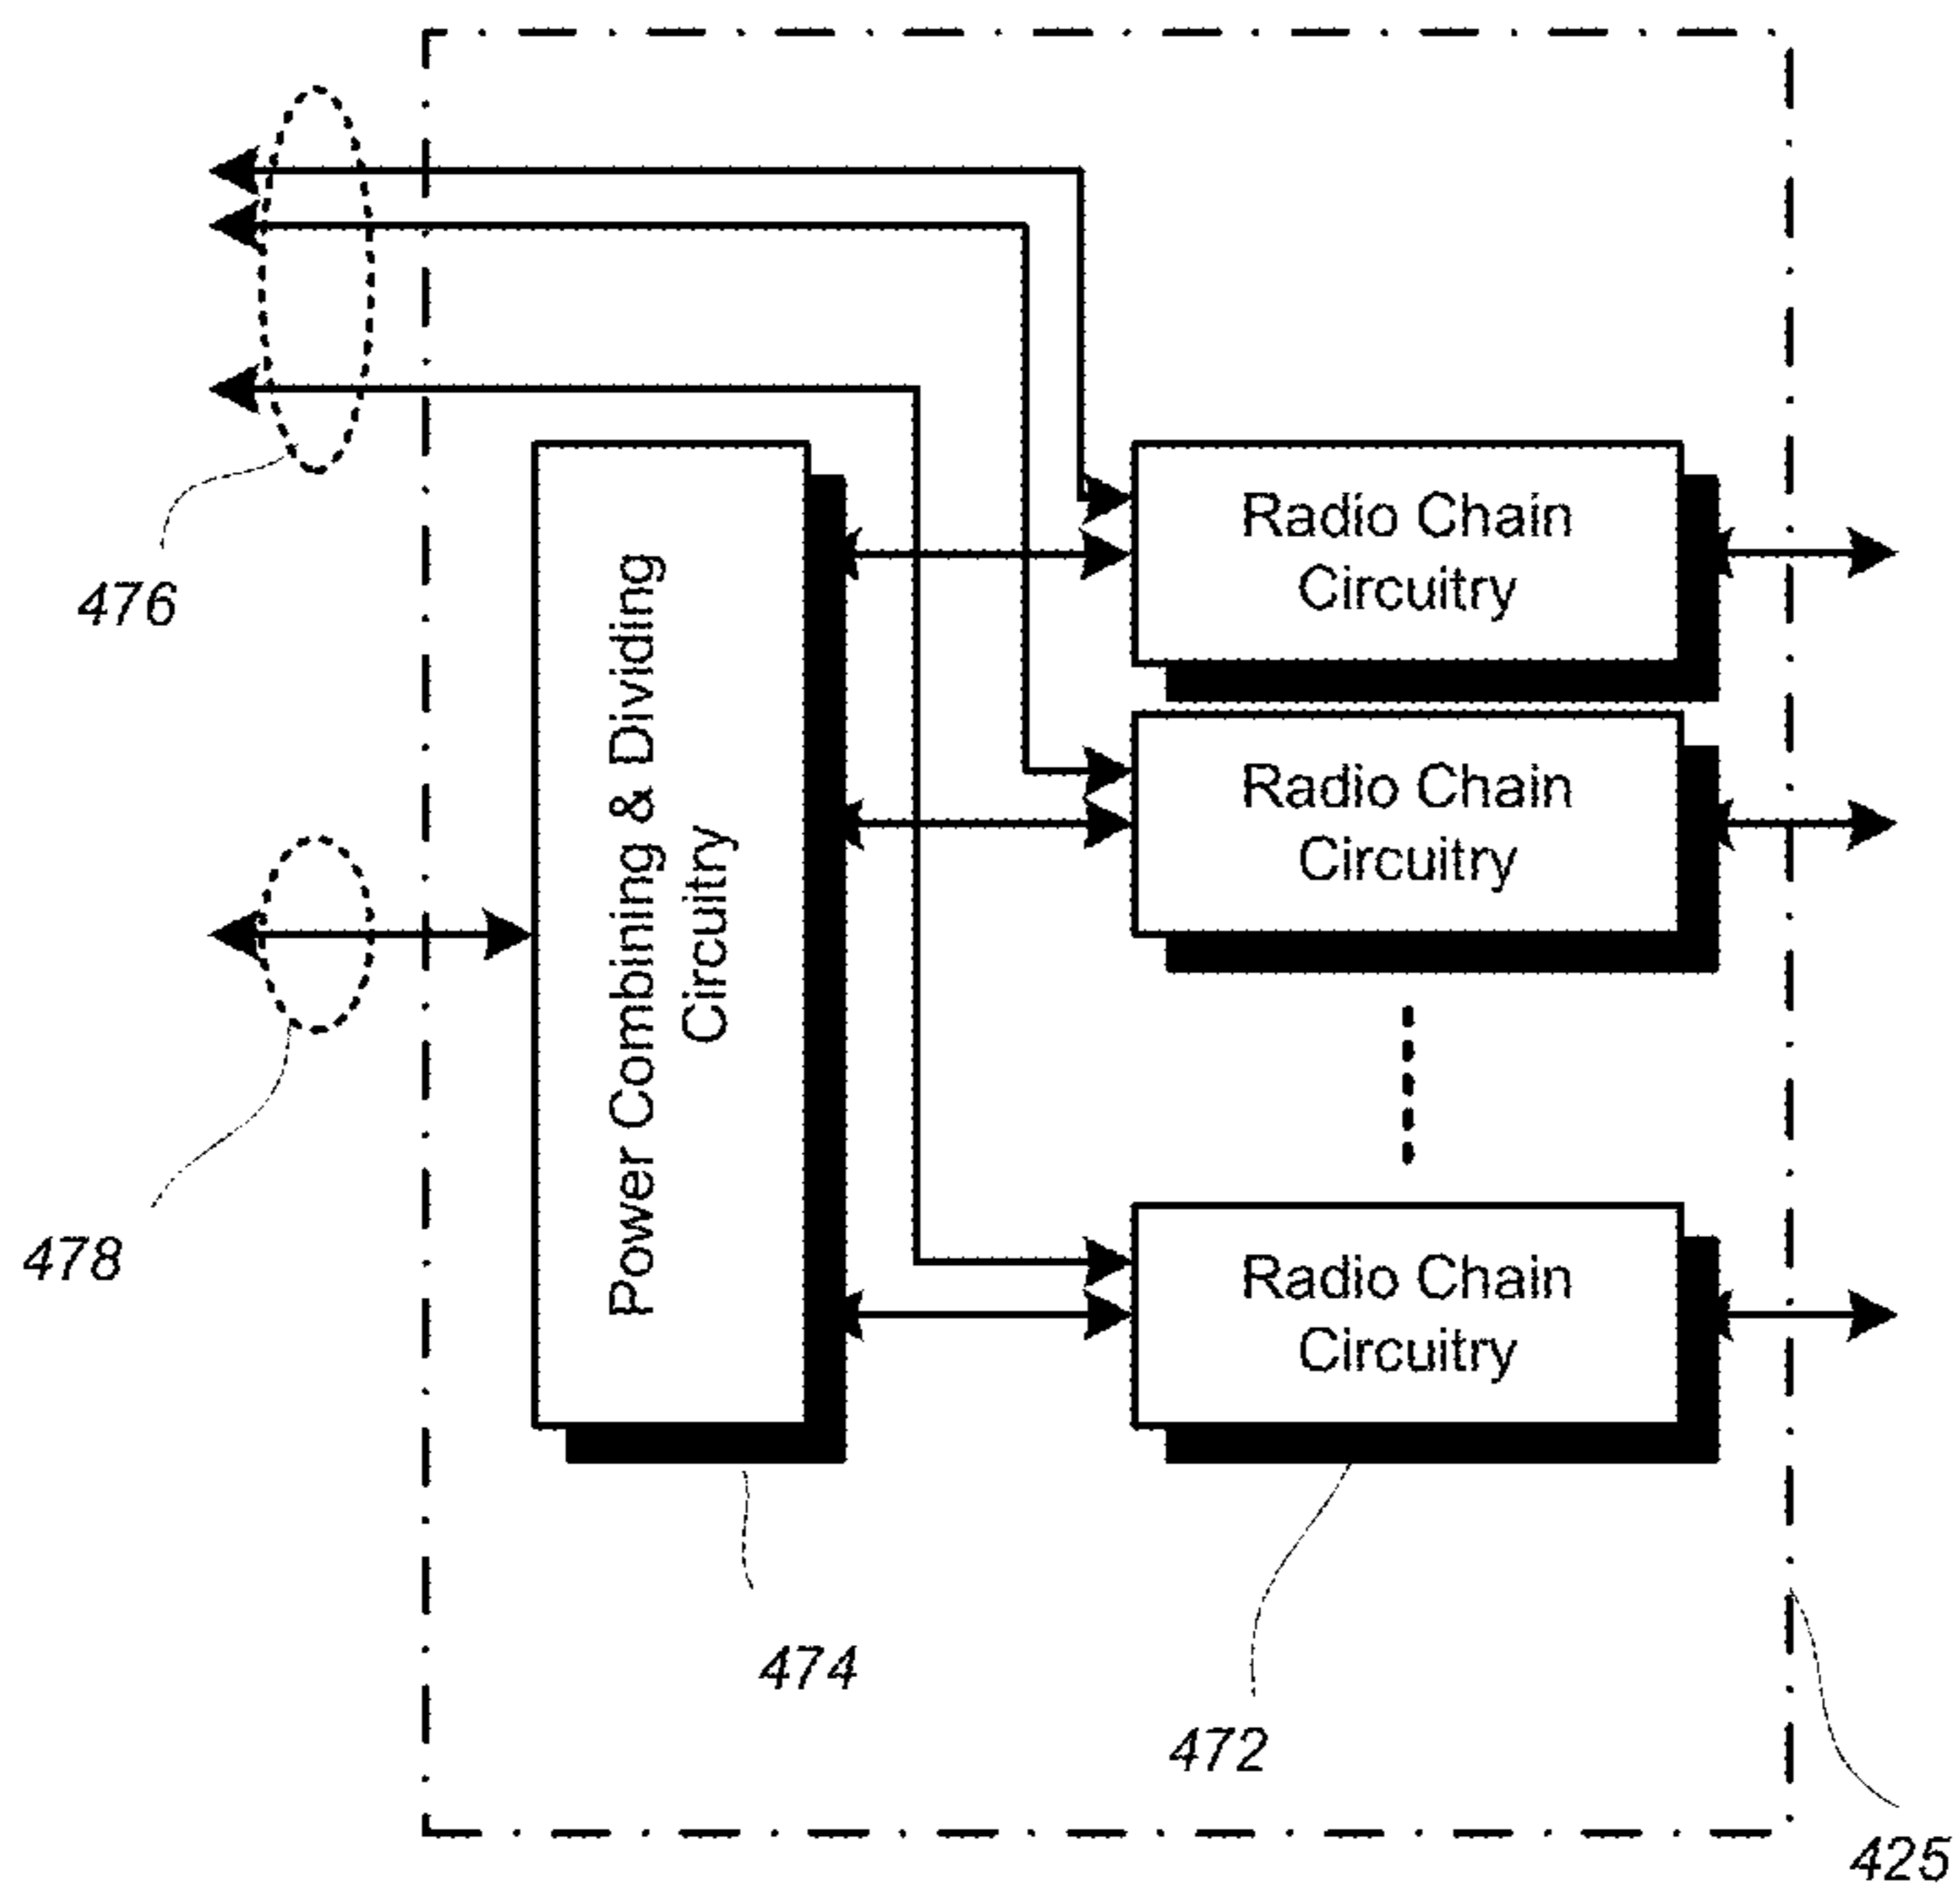 Radio Chain
Circuitry
476
Power Combining & Dividing
Circuitry
Radio Chain
Circuitry
478
Radio Chain
Circuitry
474
472
425